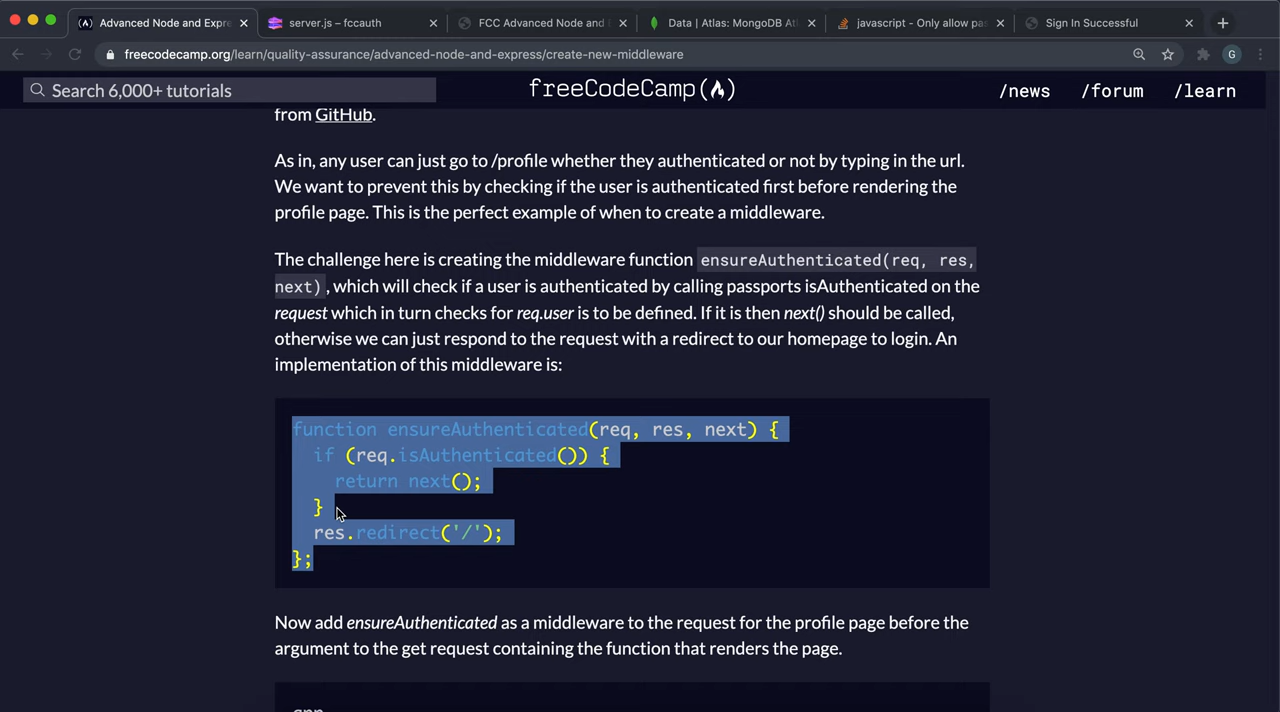 Advanced Node and Expre
server.js – fccauth
FCC Advanced Node and
Data | Atlas: MongoDB Atl
javascript - Only allow pas
Sign In Successful
freecodecamp.org/learn/quality-assurance/advanced-node-and-express/create-new-middleware
G
Search 6,000+ tutorials
freeCodeCamp
/news
/forum
/learn
from GitHub.
As in, any user can just go to /profile whether they authenticated or not by typing in the url.
We want to prevent this by checking if the user is authenticated first before rendering the
profile page. This is the perfect example of when to create a middleware.
The challenge here is creating the middleware function ensureAuthenticated(req, res,
next), which will check if a user is authenticated by calling passports isAuthenticated on the
request which in turn checks for req.user is to be defined. If it is then next() should be called,
otherwise we can just respond to the request with a redirect to our homepage to login. An
implementation of this middleware is:
function ensureAuthenticated(req, res, next) {
if (req.isAuthenticated()) {
return next();
}
res.redirect('/');
};
Now add ensureAuthenticated as a middleware to the request for the profile page before the
argument to the get request containing the function that renders the page.